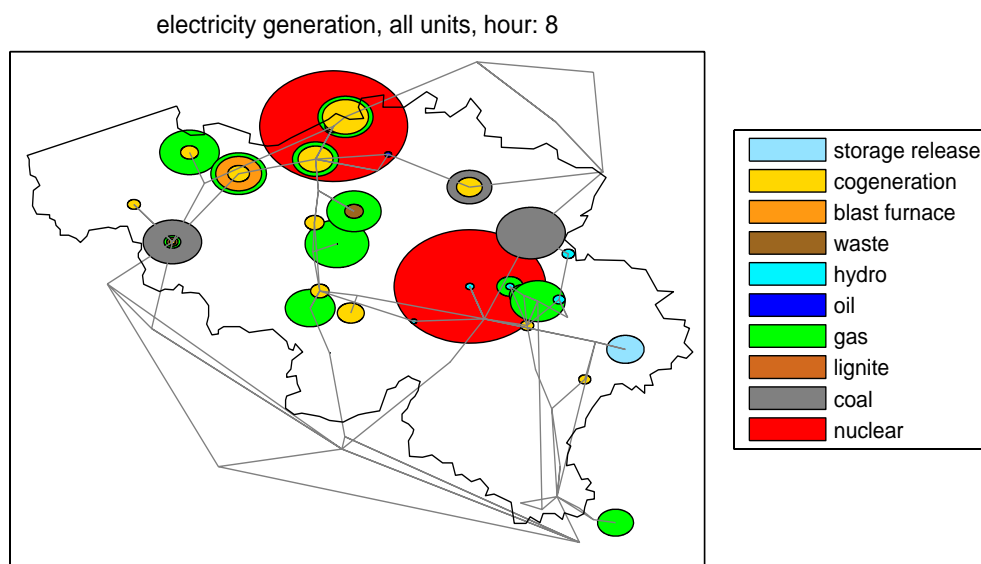 electricity generation, all units, hour: 8
storage release
cogeneration
blast furnace
waste
hydro
oil
gas
lignite
coal
nuclear